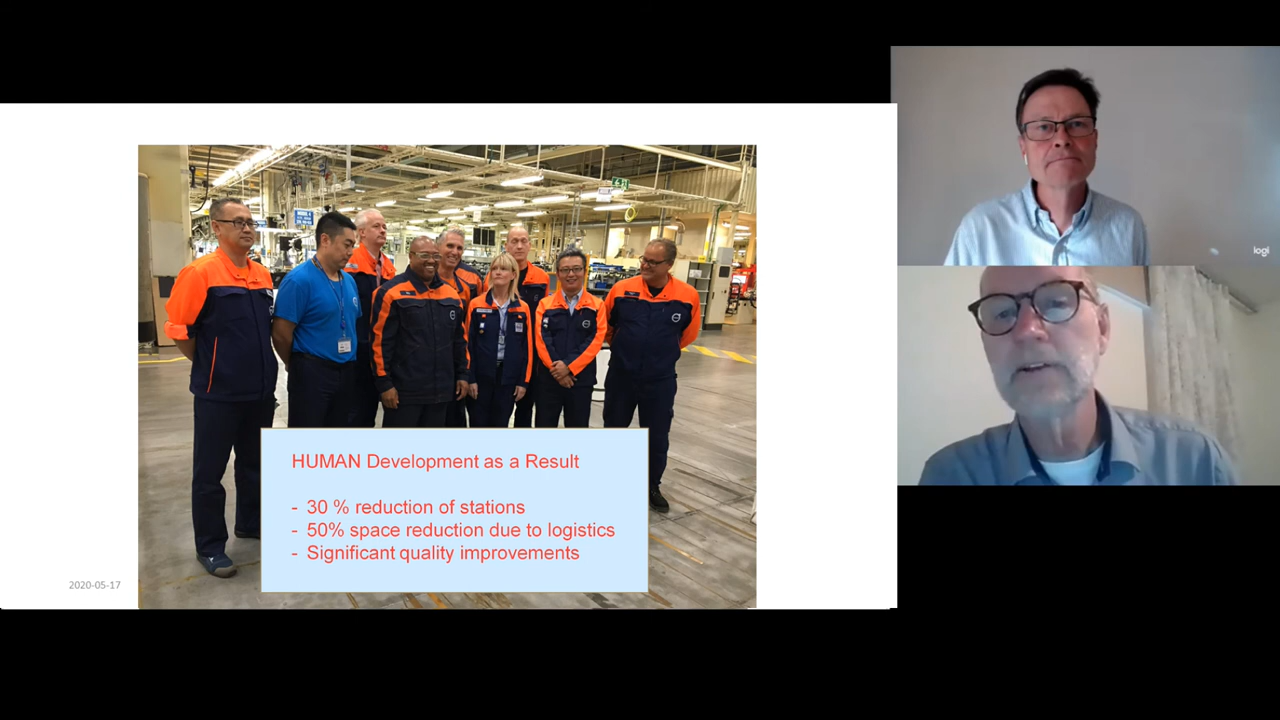 HUMAN Development as a Result
- 30 % reduction of stations
- 50% space reduction due to logistics
- Significant quality improvements
2020-05-17
logi